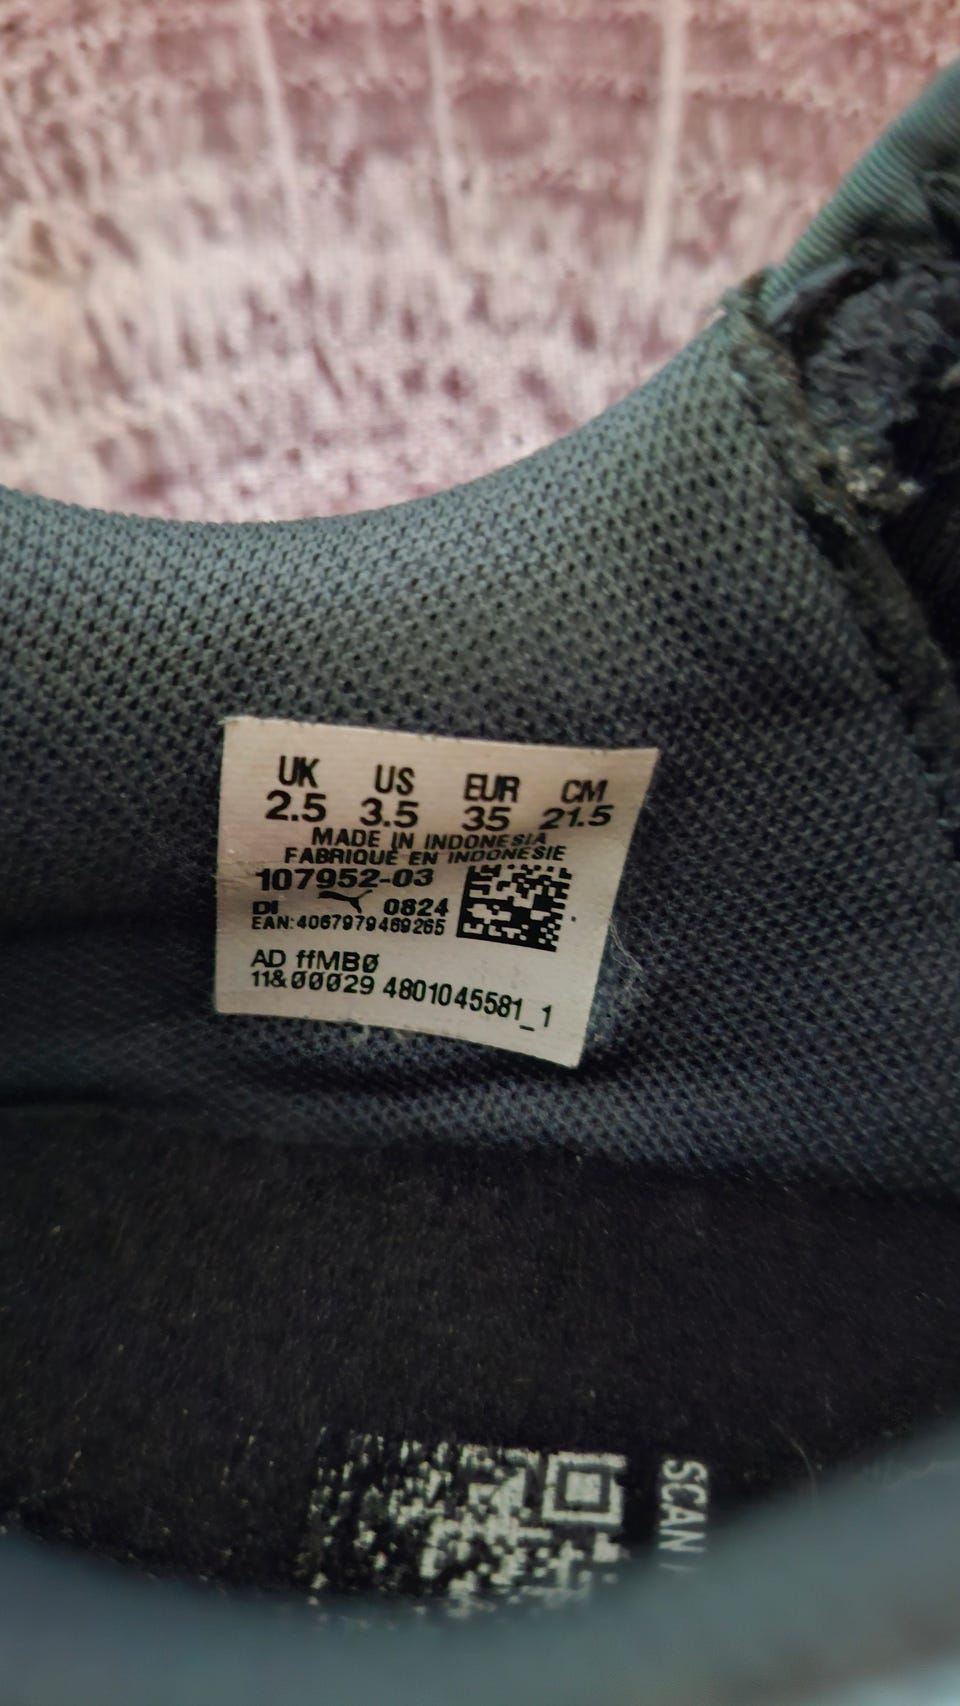 UK US EUR CM
2.5 3.5 35 21.5
MADE IN INDONESIA
FABRIQUÉ EN INDONESIE
107952-03
DI 0824
EAN:4067979469265
AD ffMBØ
11&ØØØ29 4801045581_1
SCAN